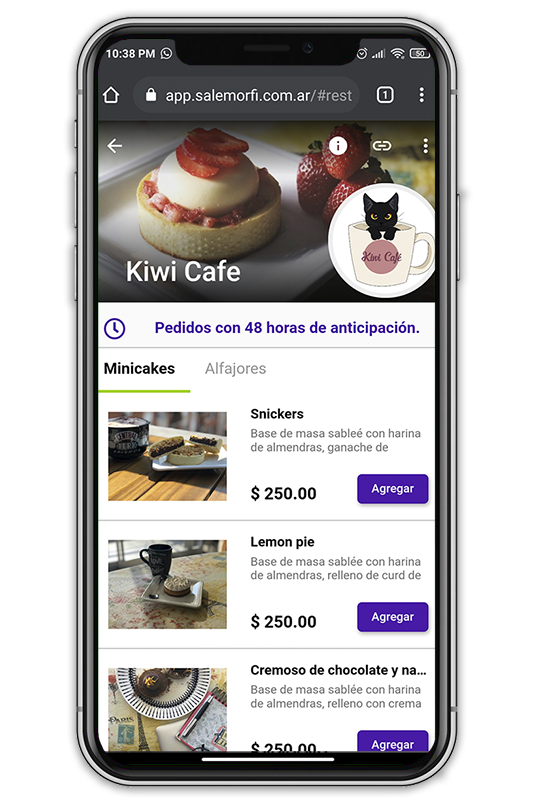 10:38 PM
50
app.salemorfi.com.ar/#rest
1
Kiwi Café
Kiwi Cafe
Pedidos con 48 horas de anticipación.
Minicakes
Alfajores
Snickers
Base de masa sableé con harina
de almendras, ganache de
$ 250.00
Agregar
Lemon pie
Base de masa sablée con harina
de almendras, relleno de curd de
$ 250.00
Agregar
Cremoso de chocolate y na...
Base de masa sablée con harina
de almendras, relleno con crema
$ 250.00
Agregar
PARIS